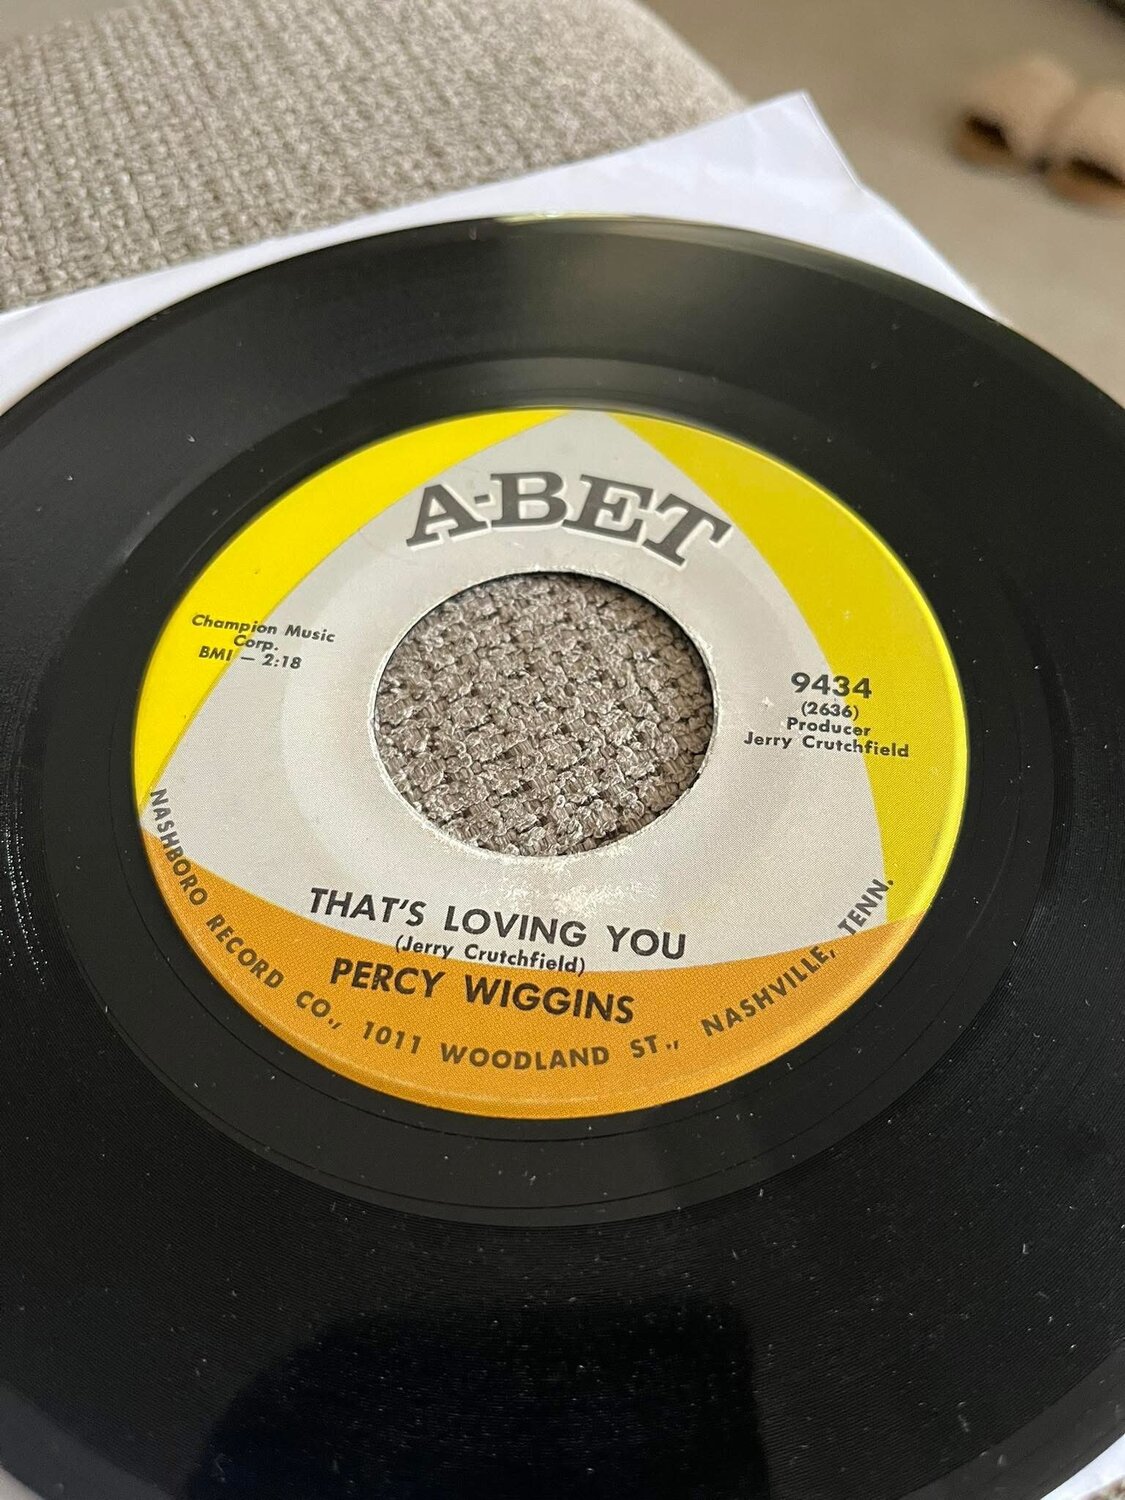 A-BET
Champion Music
Corp.
BMI — 2:18
9434
(2636)
Producer
Jerry Crutchfield
THAT'S LOVING YOU
(Jerry Crutchfield)
PERCY WIGGINS
NASHBORO RECORD CO., 1011 WOODLAND ST., NASHVILLE, TENN.